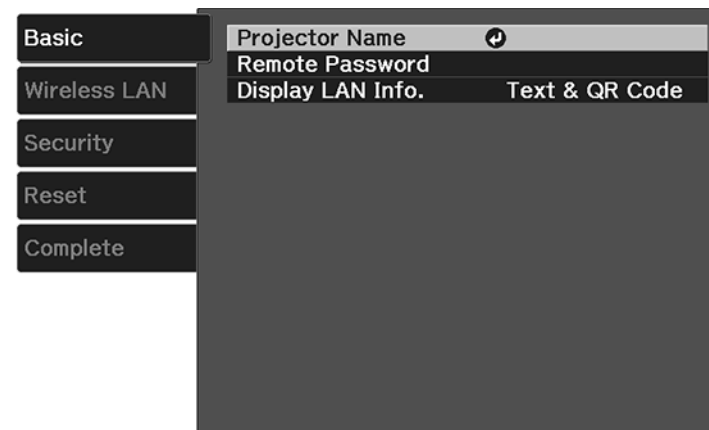 Basic
Wireless LAN
Security
Reset
Complete
Projector Name
Remote Password
Display LAN Info. Text & QR Code